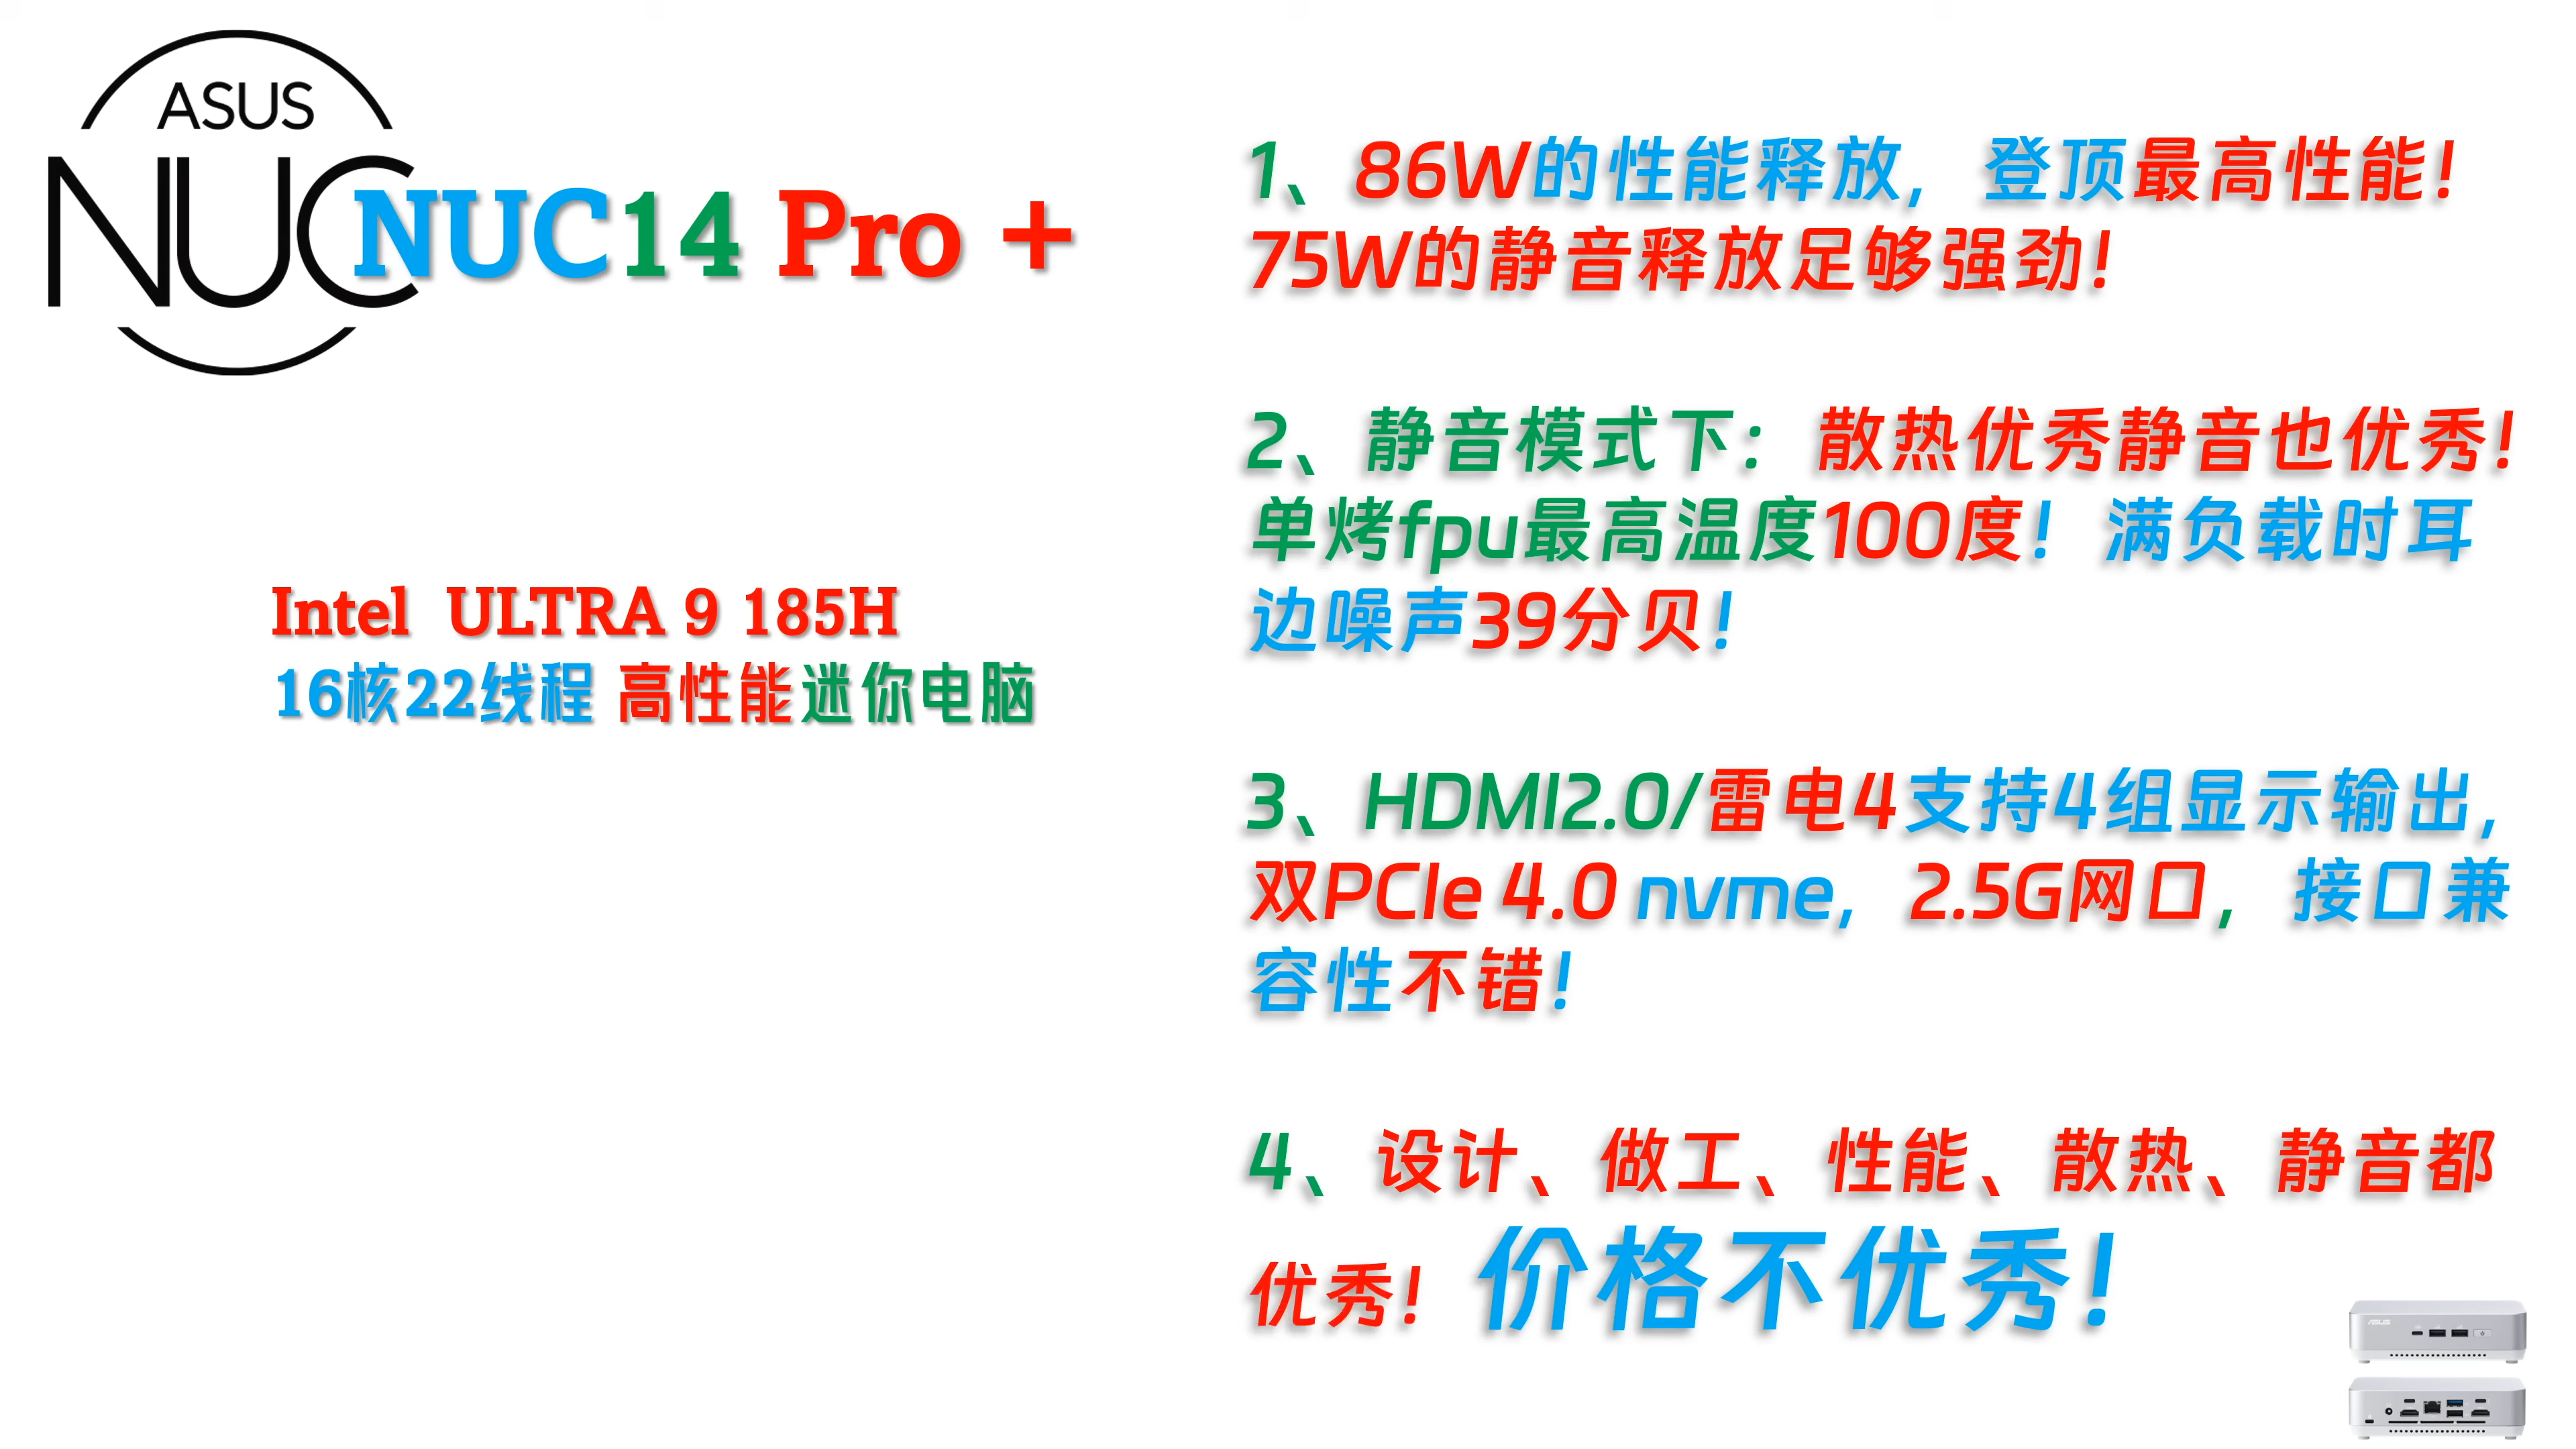 ASUS
NUC
NUC14 Pro +
Intel ULTRA 9 185H
16核22线程 高性能迷你电脑
1、86W的性能释放，登顶最高性能！
75W的静音释放足够强劲！
2、静音模式下：散热优秀静音也优秀！
单烤fpu最高温度100度！满负载时耳
边噪声39分贝！
3、HDMI2.0/雷电4支持4组显示输出，
双PCIe 4.0 nvme，2.5G网口，接口兼
容性不错！
4、设计、做工、性能、散热、静音都
优秀！价格不优秀！
ASUS